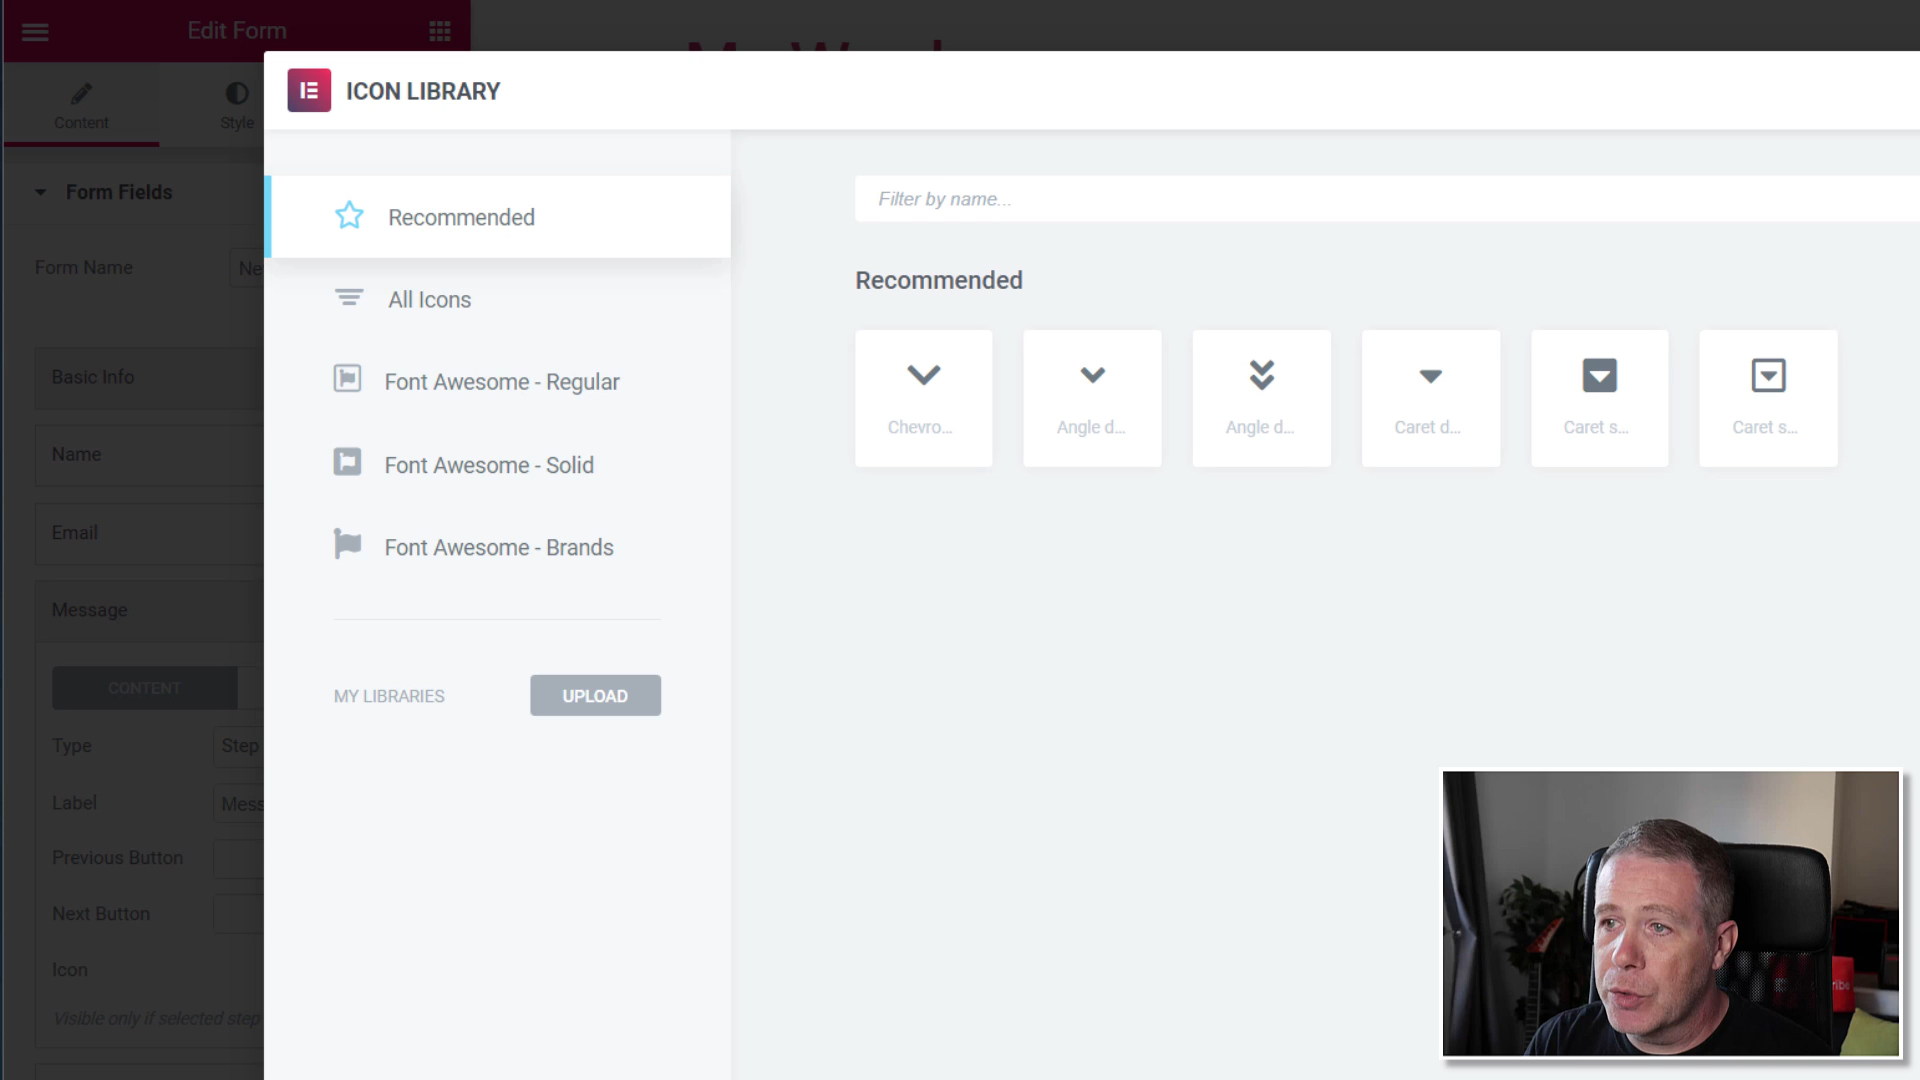 Edit Form
ICON LIBRARY
Content
Style
Form Fields
Recommended
Filter by name...
Form Name
All Icons
Recommended
Basic Info
Font Awesome - Regular
Chevro...
Angle d...
Angle d...
Caret d...
Caret s...
Caret s...
Name
Font Awesome - Solid
Email
Font Awesome - Brands
Message
CONTENT
MY LIBRARIES
UPLOAD
Type
Step
Label
Mess
Previous Button
Next Button
Icon
Visible only if selected step